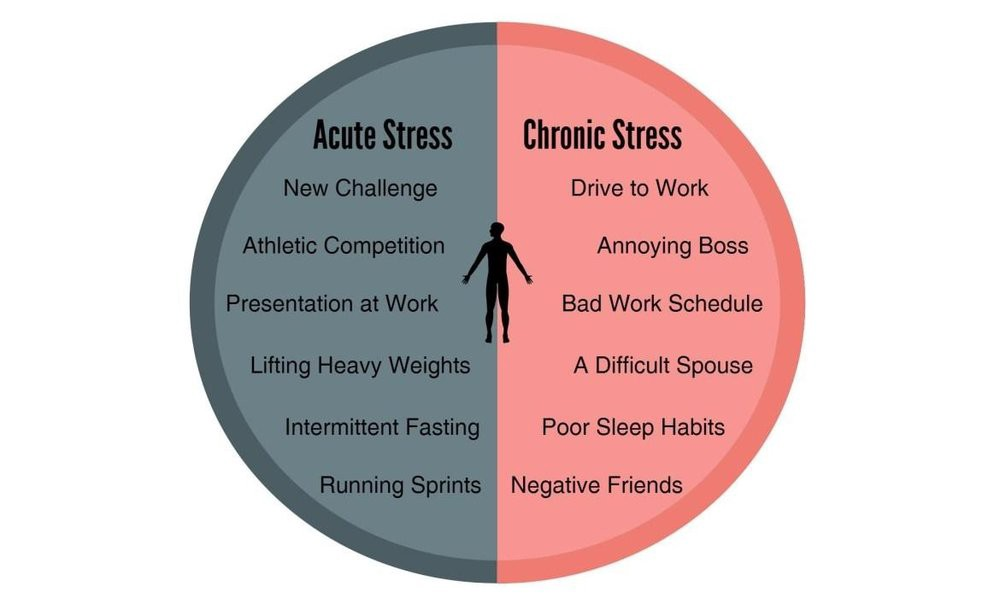 Acute Stress
New Challenge
Athletic Competition
Presentation at Work
Lifting Heavy Weights
Intermittent Fasting
Running Sprints
Chronic Stress
Drive to Work
Annoying Boss
Bad Work Schedule
A Difficult Spouse
Poor Sleep Habits
Negative Friends